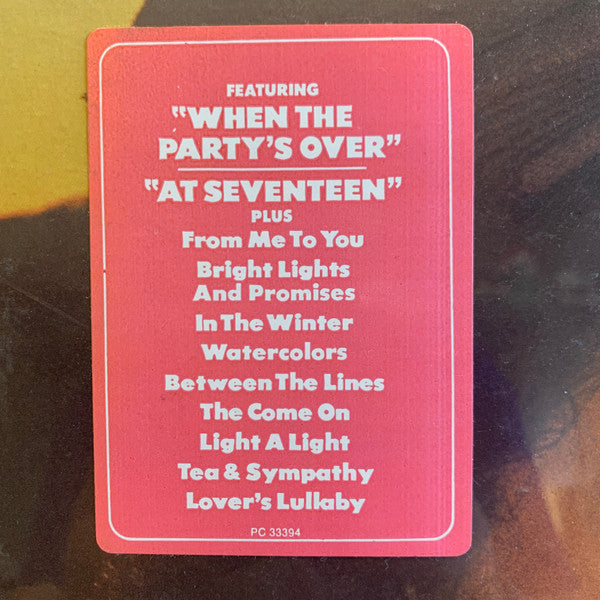 FEATURING
"WHEN THE
PARTY'S OVER"
"AT SEVENTEEN"
PLUS
From Me To You
Bright Lights
And Promises
In The Winter
Watercolors
Between The Lines
The Come On
Light A Light
Tea & Sympathy
Lover's Lullaby
PC 33394